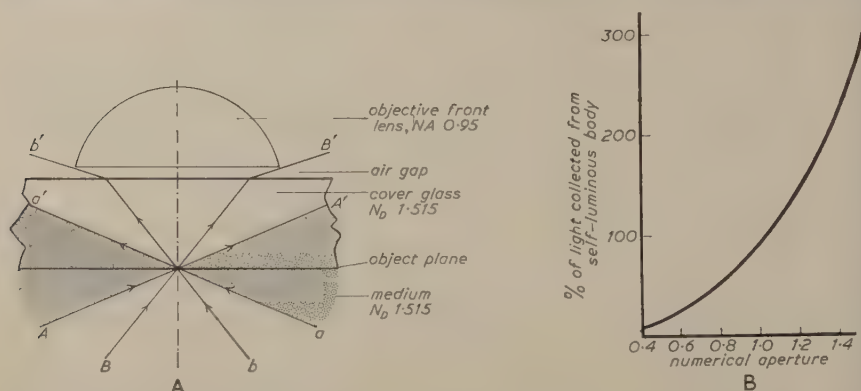 objective front
lens, NA 0·95
B'
b'
air gap
a'
A'
cover glass
N_D 1·515
object plane
medium
N_D 1·515
A
a
B
b
A
300
200
100
% of light collected from
self-luminous body
0·4 0·6 0·8 1·0 1·2 1·4
numerical aperture
B